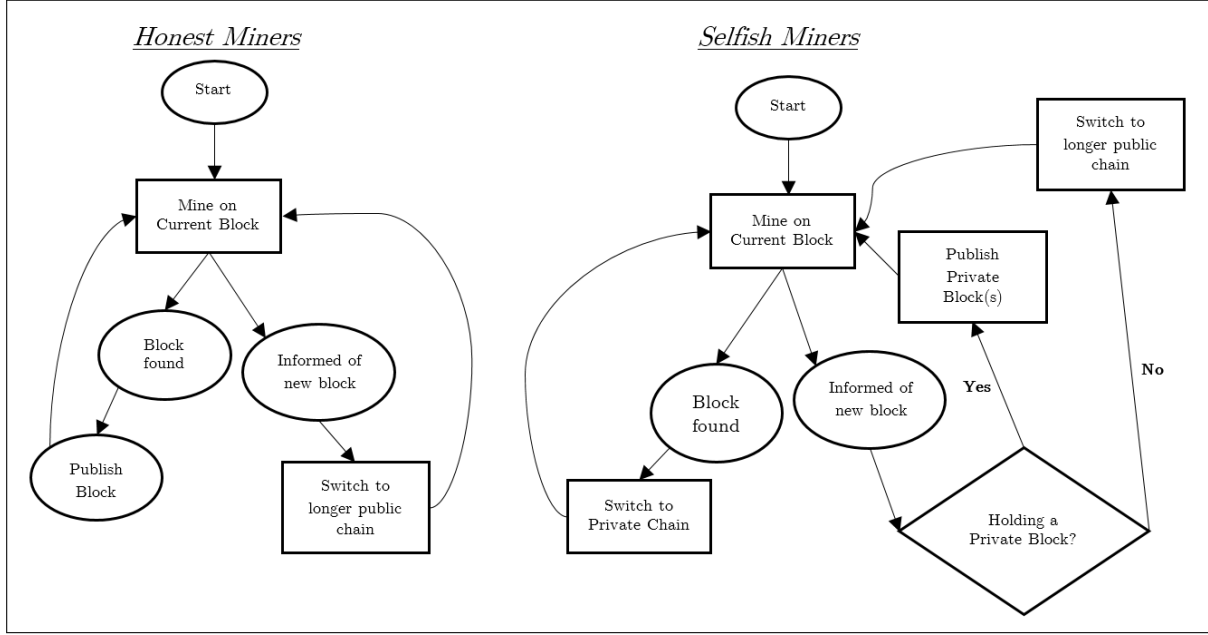 Honest Miners
Start
Mine on
Current Block
Block
found
Informed of
new block
Publish
Block
Switch to
longer public
chain
Selfish Miners
Start
Switch to
longer public
chain
Mine on
Current Block
Publish
Private
Block(s)
Block
found
Informed of
new block
Yes
No
Switch to
Private Chain
Holding a
Private Block?